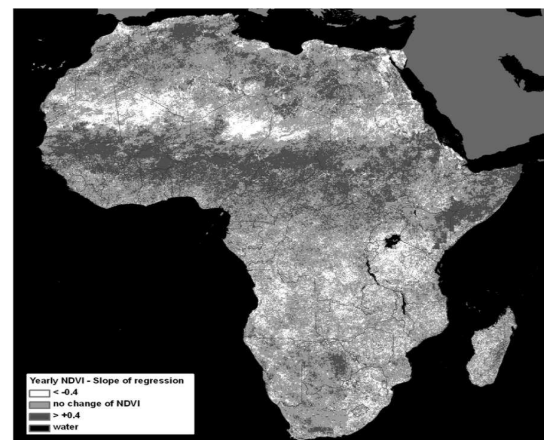 Yearly NDVI - Slope of regression
< -0.4
no change of NDVI
> +0.4
water